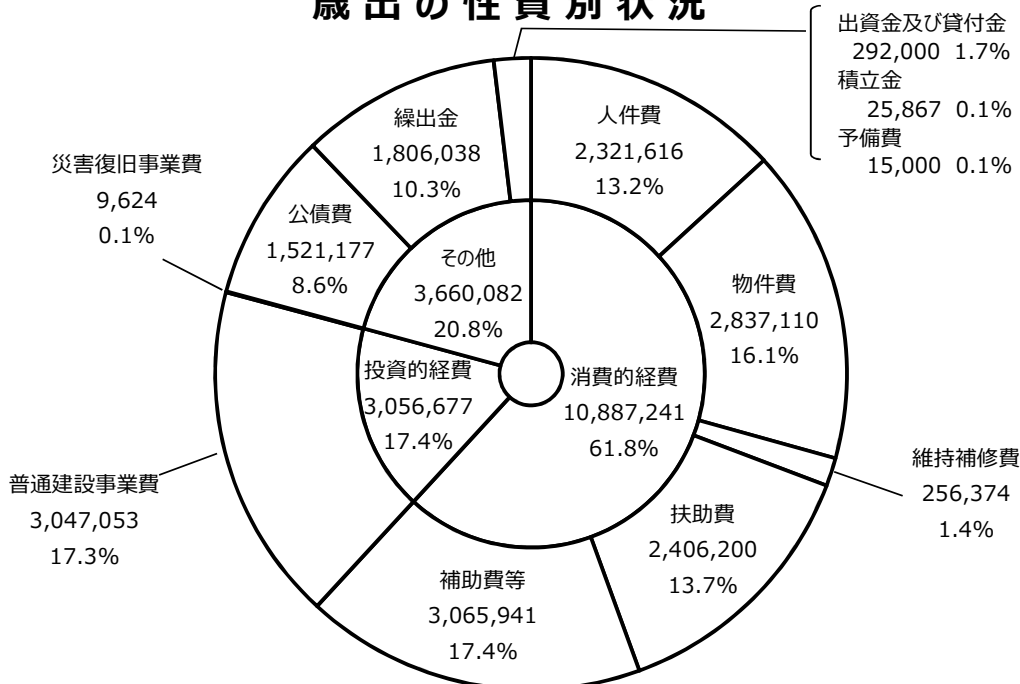 歳出の性質別状況
出資金及び貸付金
292,000 1.7%
積立金
25,867 0.1%
予備費
15,000 0.1%
人件費
2,321,616
13.2%
物件費
2,837,110
16.1%
維持補修費
256,374
1.4%
扶助費
2,406,200
13.7%
補助費等
3,065,941
17.4%
普通建設事業費
3,047,053
17.3%
災害復旧事業費
9,624
0.1%
公債費
1,521,177
8.6%
繰出金
1,806,038
10.3%
その他
3,660,082
20.8%
投資的経費
3,056,677
17.4%
消費的経費
10,887,241
61.8%